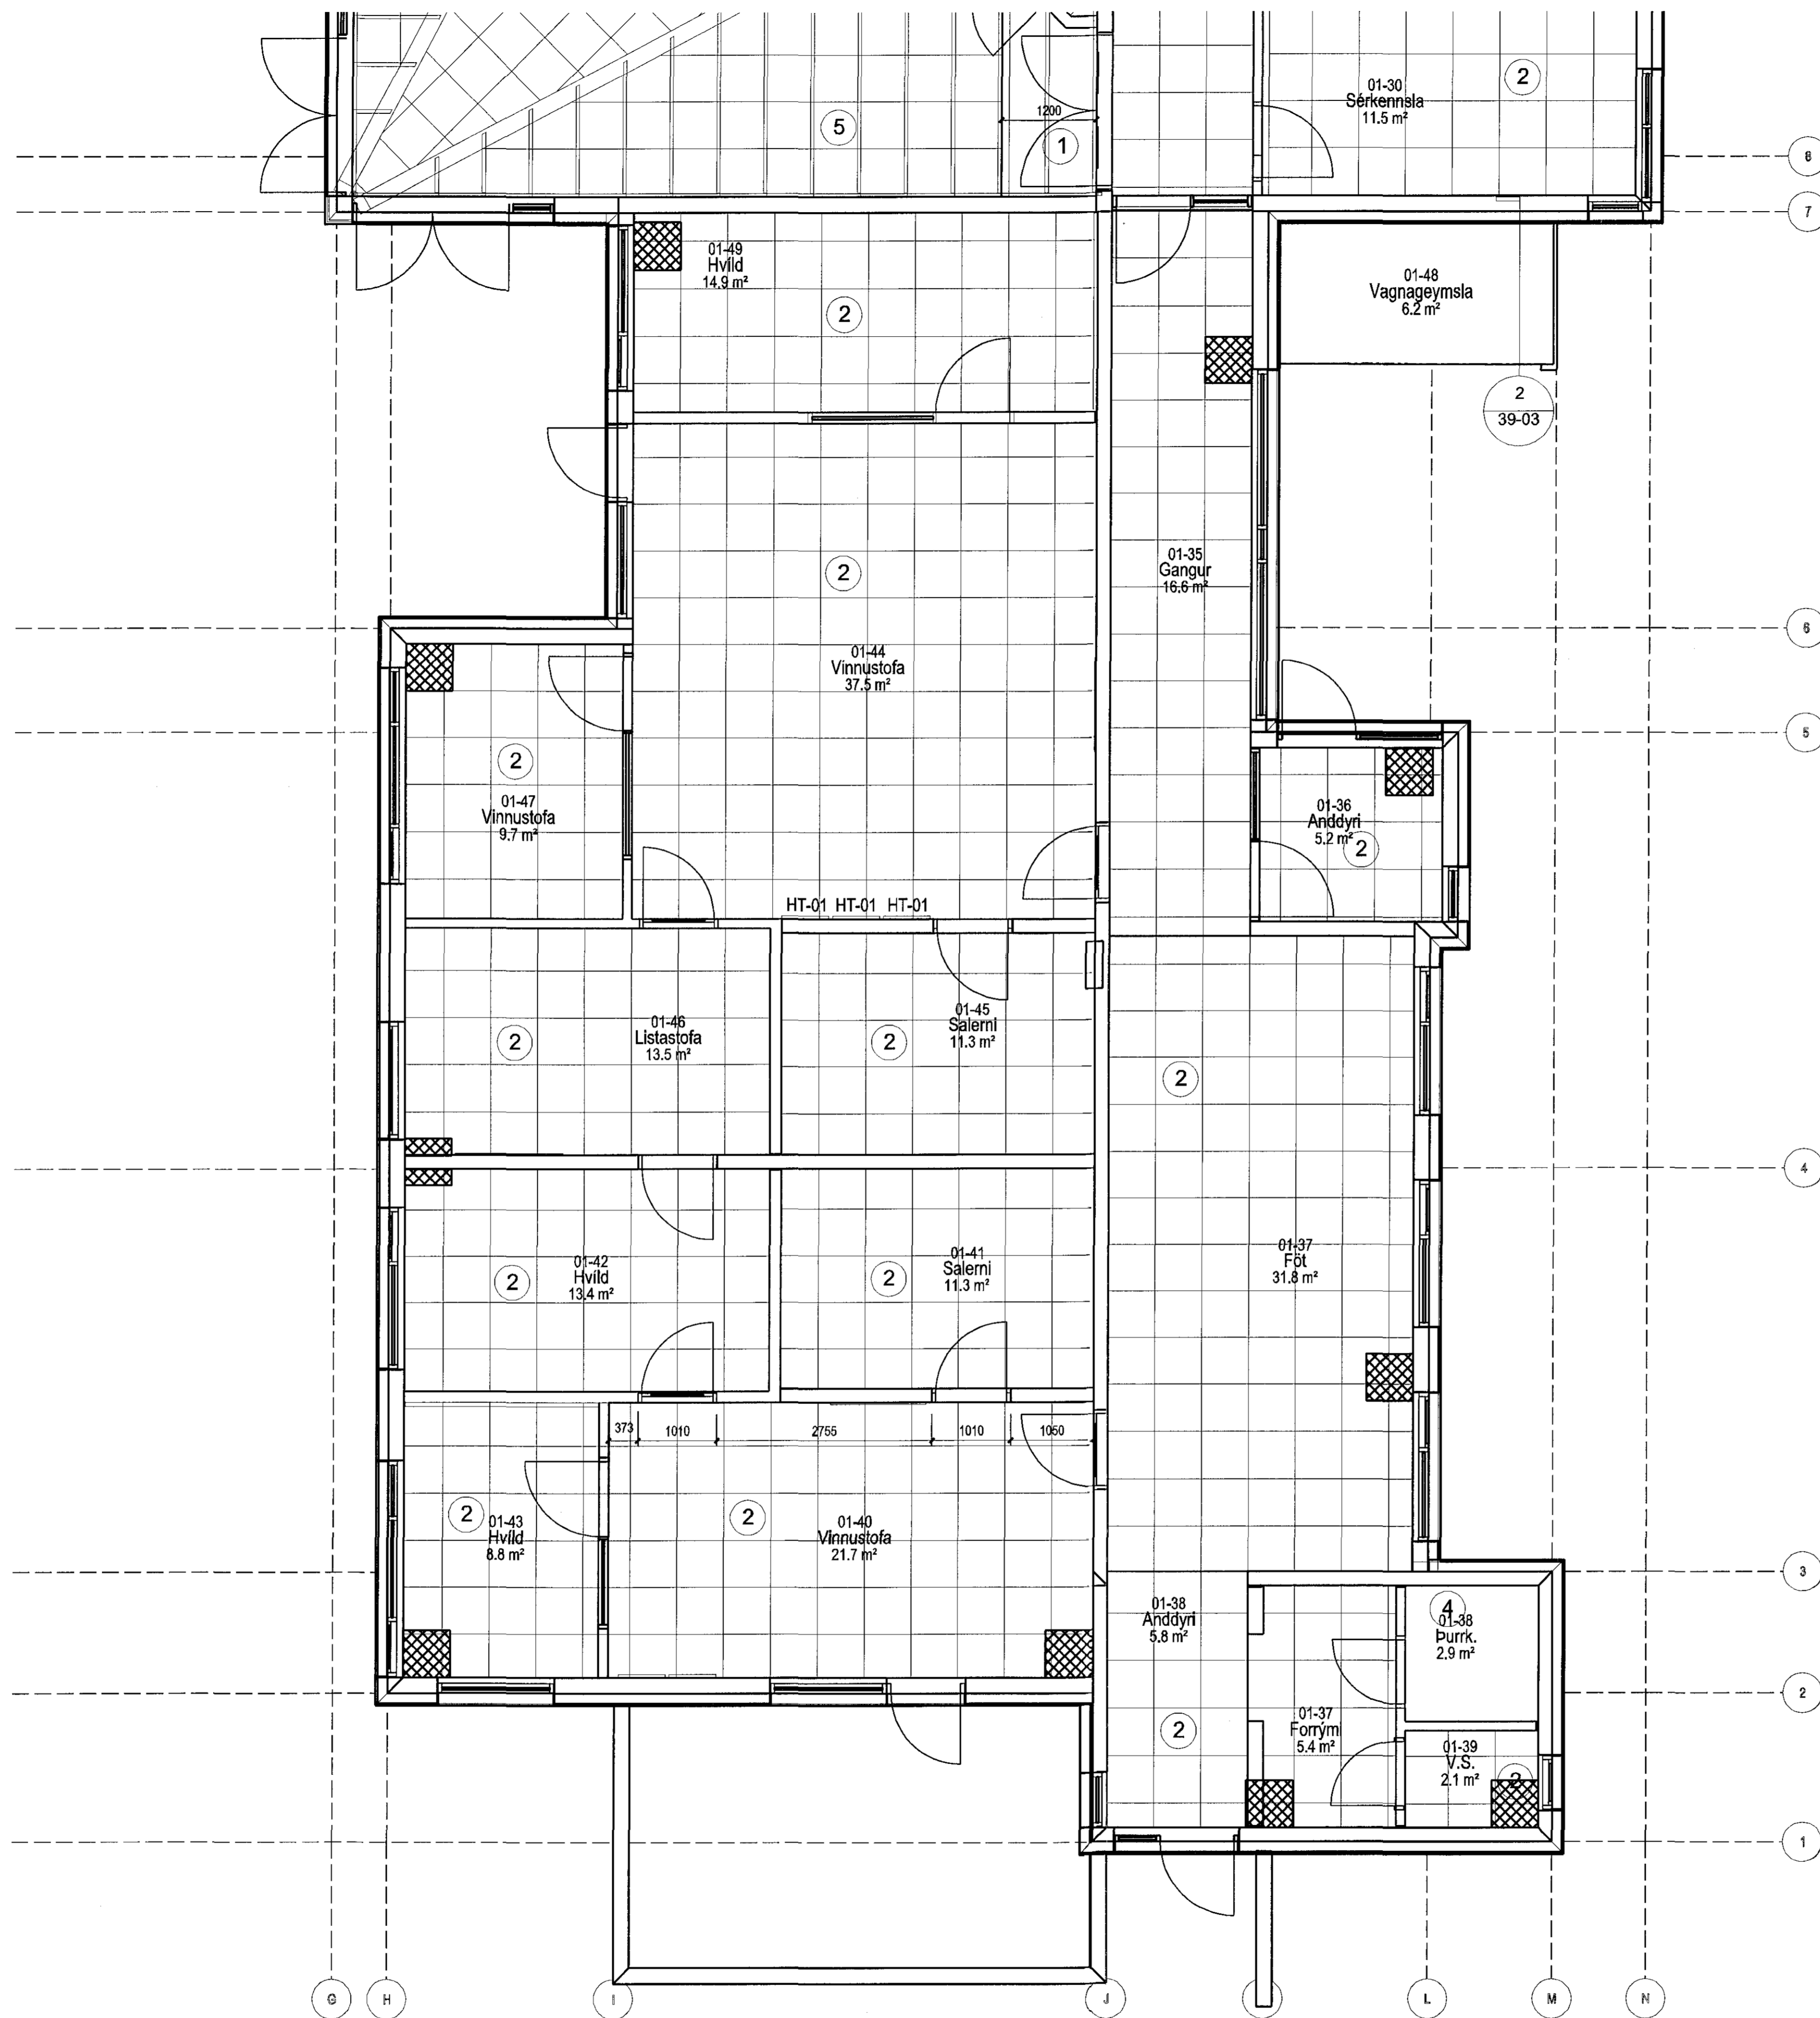 01-30
Sérkennsla
11.5 m²
2
5
1200
1
8
7
01-49
Hvíld
14.9 m²
2
01-48
Vagnageymsla
6.2 m²
2
39-03
01-35
Gangur
16.6 m²
2
6
01-44
Vinnustofa
37.5 m²
5
2
01-47
Vinnustofa
9.7 m²
01-36
Anddyri
5.2 m²
2
HT-01 HT-01 HT-01
01-46
Listastofa
13.5 m²
2
01-45
Salerni
11.3 m²
2
2
4
01-42
Hvíld
13.4 m²
2
01-41
Salerni
11.3 m²
2
01-37
Föt
31.8 m²
373 1010 2755 1010 1050
2
01-43
Hvíld
8.8 m²
2
01-40
Vinnustofa
21.7 m²
3
01-38
Anddyri
5.8 m²
4
01-38
Þurrk.
2.9 m²
2
2
01-37
Forrými
5.4 m²
01-39
V.S.
2.1 m²
2
1
G H I J L M N